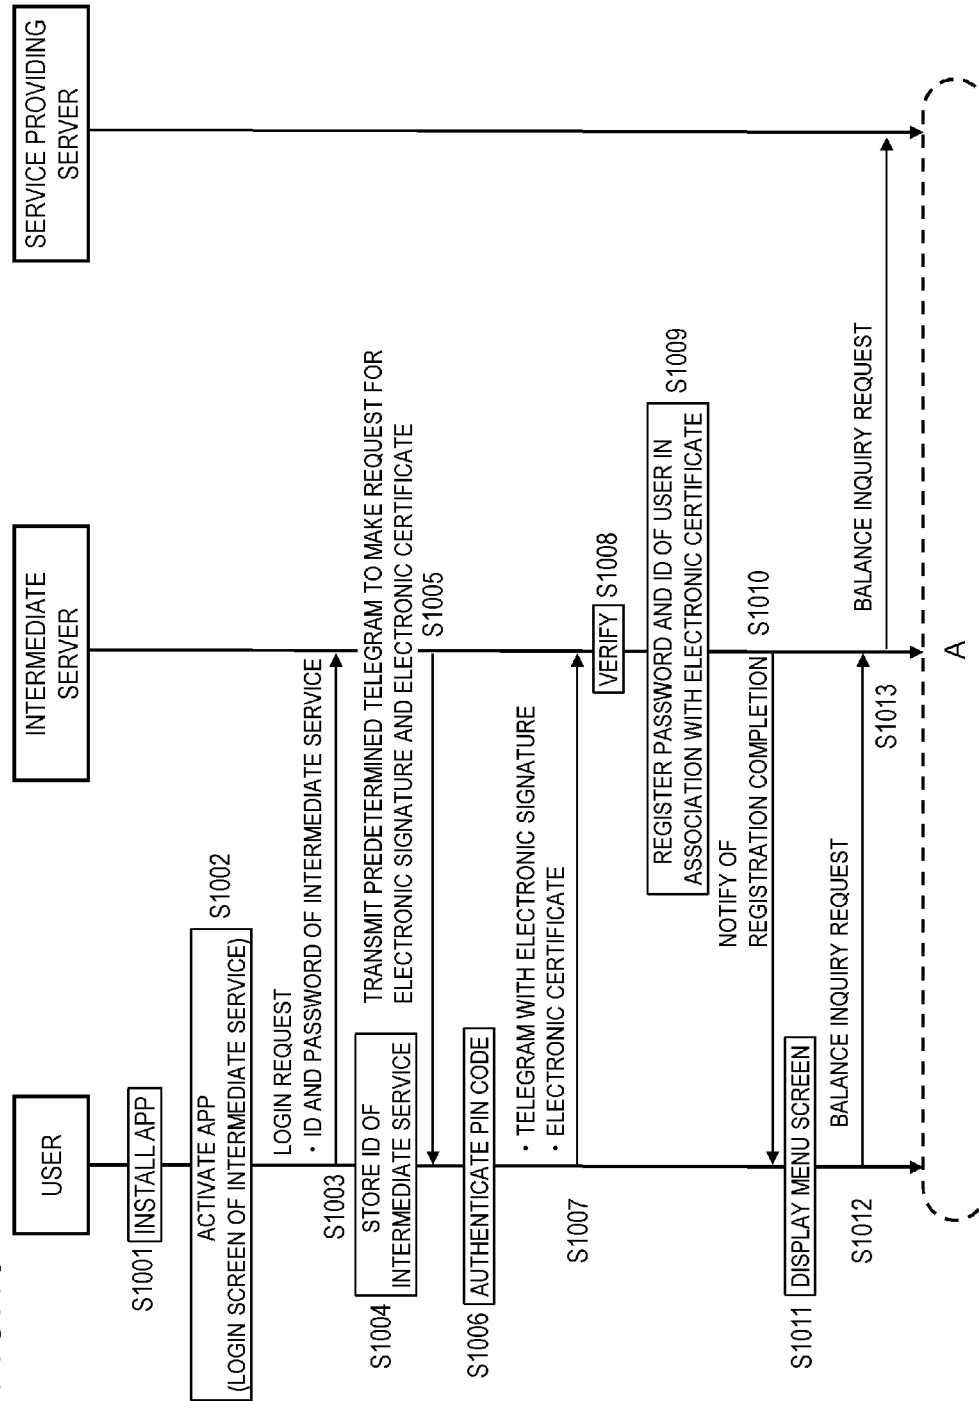 USER
INTERMEDIATE
SERVER
SERVICE PROVIDING
SERVER
S1001
INSTALL APP
ACTIVATE APP
(LOGIN SCREEN OF INTERMEDIATE SERVICE)
S1002
LOGIN REQUEST
・ID AND PASSWORD OF INTERMEDIATE SERVICE
S1003
S1004
STORE ID OF
INTERMEDIATE SERVICE
TRANSMIT PREDETERMINED TELEGRAM TO MAKE REQUEST FOR
ELECTRONIC SIGNATURE AND ELECTRONIC CERTIFICATE
S1005
S1006
AUTHENTICATE PIN CODE
・TELEGRAM WITH ELECTRONIC SIGNATURE
・ELECTRONIC CERTIFICATE
S1007
VERIFY
S1008
REGISTER PASSWORD AND ID OF USER IN
ASSOCIATION WITH ELECTRONIC CERTIFICATE
S1009
NOTIFY OF
REGISTRATION COMPLETION
S1010
S1011
DISPLAY MENU SCREEN
BALANCE INQUIRY REQUEST
S1012
BALANCE INQUIRY REQUEST
S1013
A